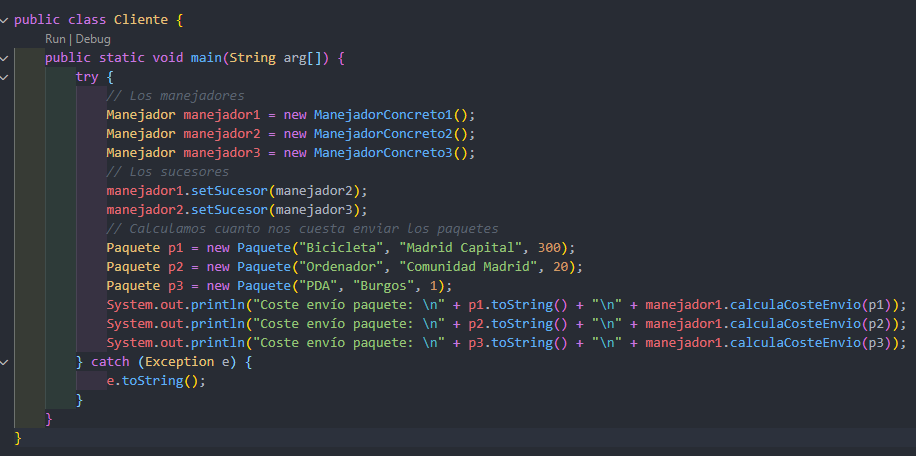 public class Cliente {
Run | Debug
public static void main(String arg[]) {
try {
// Los manejadores
Manejador manejador1 = new ManejadorConcreto1();
Manejador manejador2 = new ManejadorConcreto2();
Manejador manejador3 = new ManejadorConcreto3();
// Los sucesores
manejador1.setSucesor(manejador2);
manejador2.setSucesor(manejador3);
// Calculamos cuanto nos cuesta enviar los paquetes
Paquete p1 = new Paquete("Bicicleta", "Madrid Capital", 300);
Paquete p2 = new Paquete("Ordenador", "Comunidad Madrid", 20);
Paquete p3 = new Paquete("PDA", "Burgos", 1);
System.out.println("Coste envío paquete: \n" + p1.toString() + "\n" + manejador1.calculaCosteEnvio(p1));
System.out.println("Coste envío paquete: \n" + p2.toString() + "\n" + manejador1.calculaCosteEnvio(p2));
System.out.println("Coste envío paquete: \n" + p3.toString() + "\n" + manejador1.calculaCosteEnvio(p3));
} catch (Exception e) {
e.toString();
}
}
}